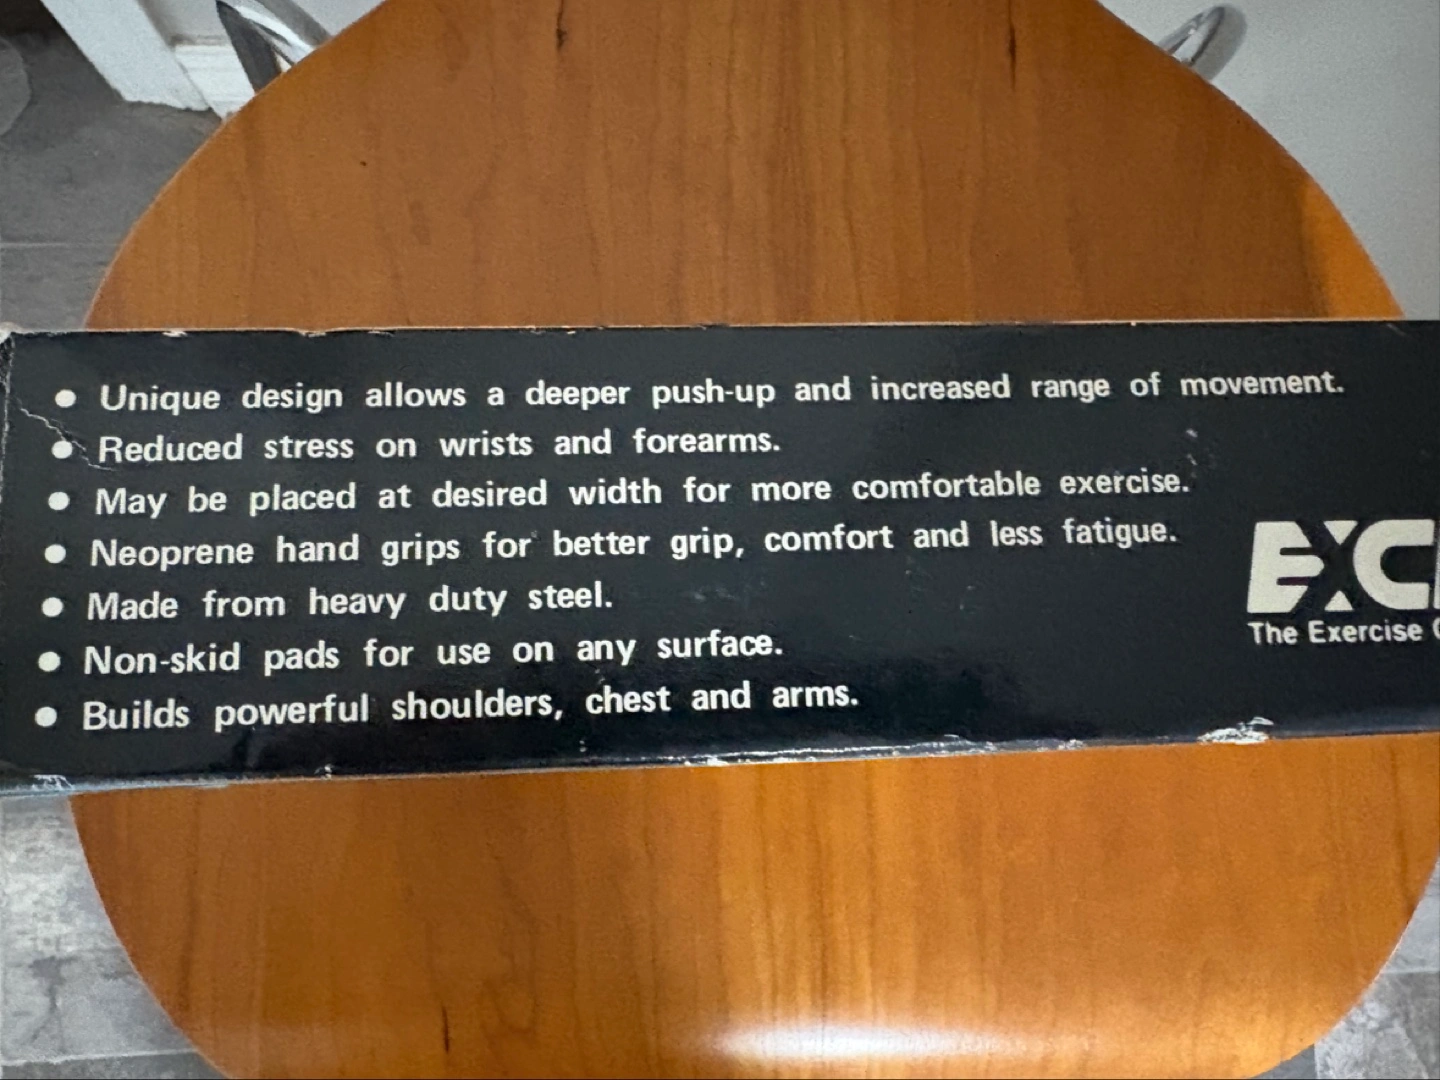 ● Unique design allows a deeper push-up and increased range of movement.
● Reduced stress on wrists and forearms.
● May be placed at desired width for more comfortable exercise.
● Neoprene hand grips for better grip, comfort and less fatigue.
● Made from heavy duty steel.
● Non-skid pads for use on any surface.
● Builds powerful shoulders, chest and arms.
EXC
The Exercise